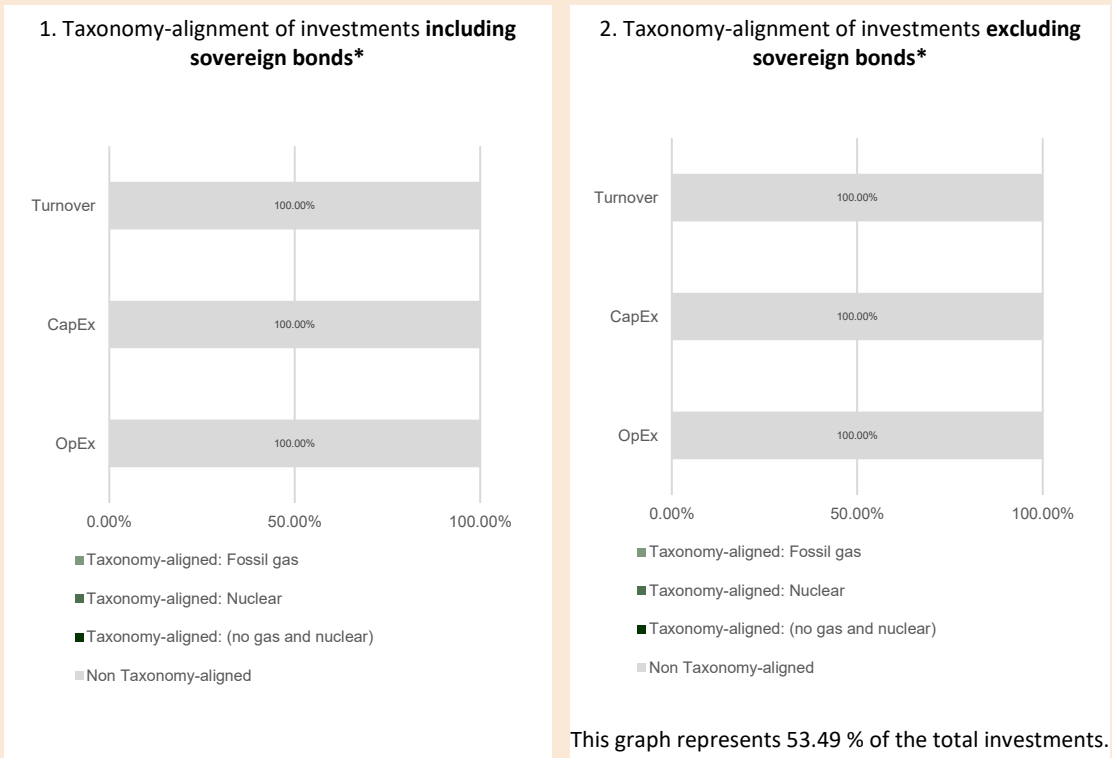 1. Taxonomy-alignment of investments including
sovereign bonds*
Turnover
100.00%
CapEx
100.00%
OpEx
100.00%
0.00%
50.00%
100.00%
Taxonomy-aligned: Fossil gas
Taxonomy-aligned: Nuclear
Taxonomy-aligned: (no gas and nuclear)
Non Taxonomy-aligned
2. Taxonomy-alignment of investments excluding
sovereign bonds*
Turnover
100.00%
CapEx
100.00%
OpEx
100.00%
0.00%
50.00%
100.00%
Taxonomy-aligned: Fossil gas
Taxonomy-aligned: Nuclear
Taxonomy-aligned: (no gas and nuclear)
Non Taxonomy-aligned
This graph represents 53.49 % of the total investments.